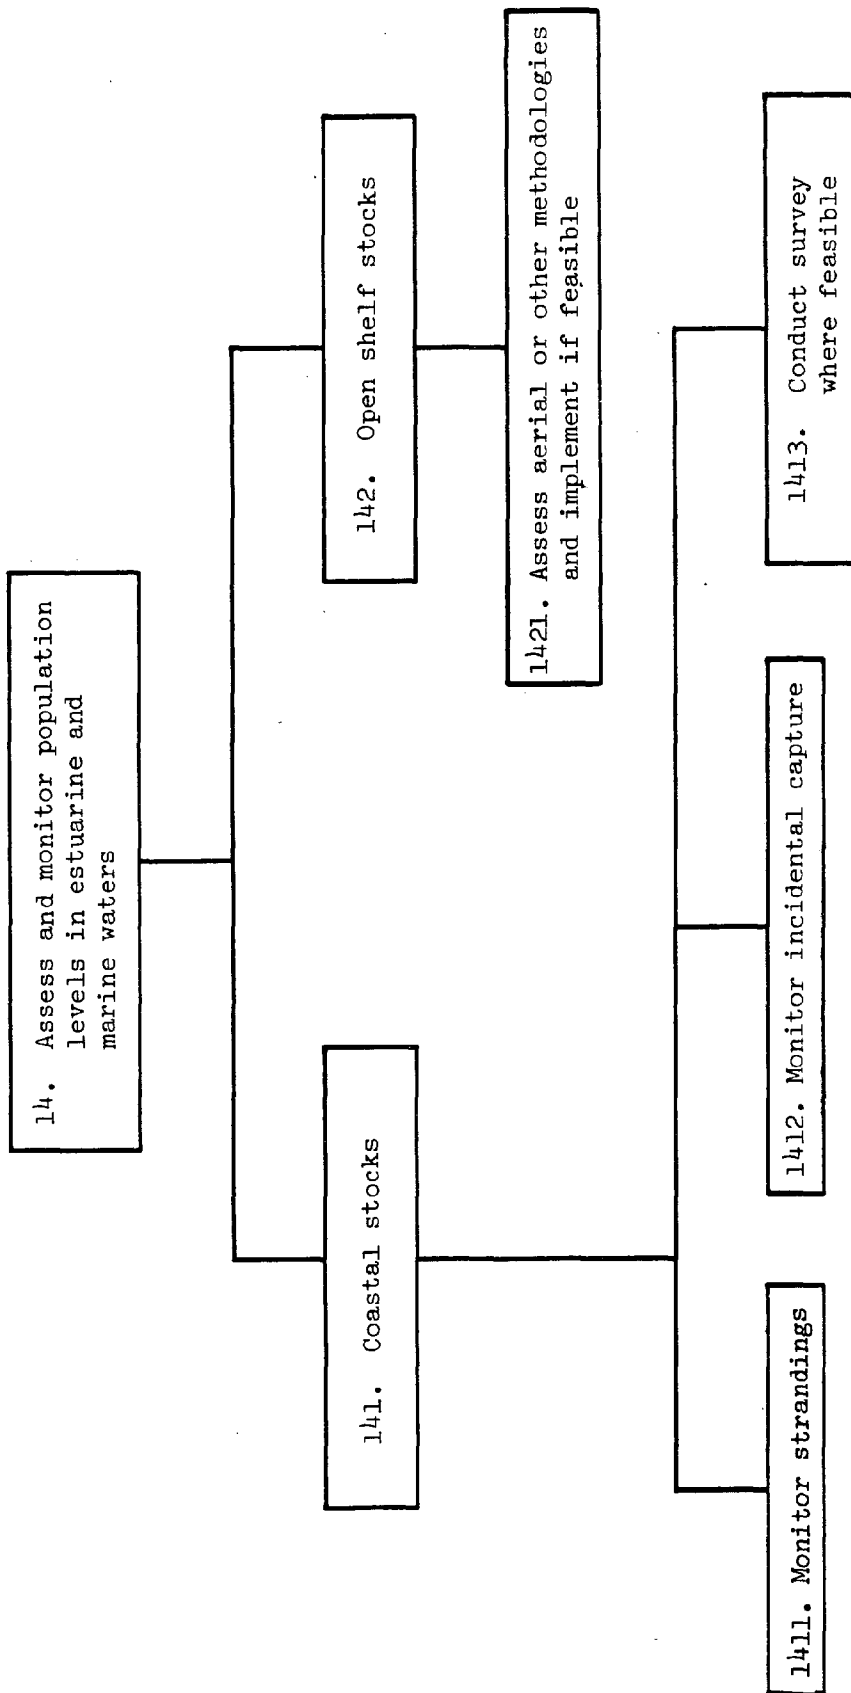 14. Assess and monitor population
levels in estuarine and
marine waters
141. Coastal stocks
142. Open shelf stocks
1421. Assess aerial or other methodologies
and implement if feasible
1411. Monitor strandings
1412. Monitor incidental capture
1413. Conduct survey
where feasible